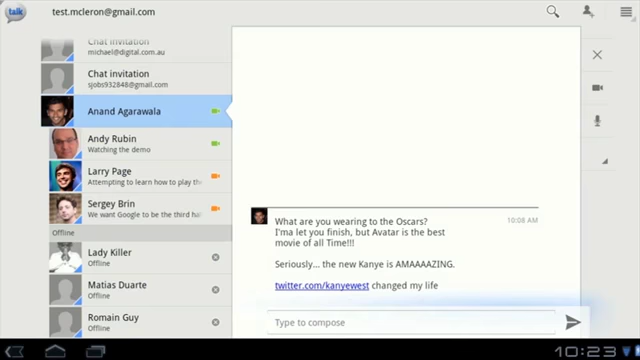 talk
test.mcleron@gmail.com
Chat invitation
michael@digital.com.au
Chat invitation
sjobs932848@gmail.com
Anand Agarawala
Andy Rubin
Watching the demo
Larry Page
Attempting to learn how to play the
Sergey Brin
We want Google to be the third hal
Offline
Lady Killer
Offline
Matias Duarte
Offline
Romain Guy
Offline
What are you wearing to the Oscars?
10:08 AM
I'ma let you finish, but Avatar is the best
movie of all Time!!!
Seriously... the new Kanye is AMAAAAZING.
twitter.com/kanyewest changed my life
Type to compose
10:23